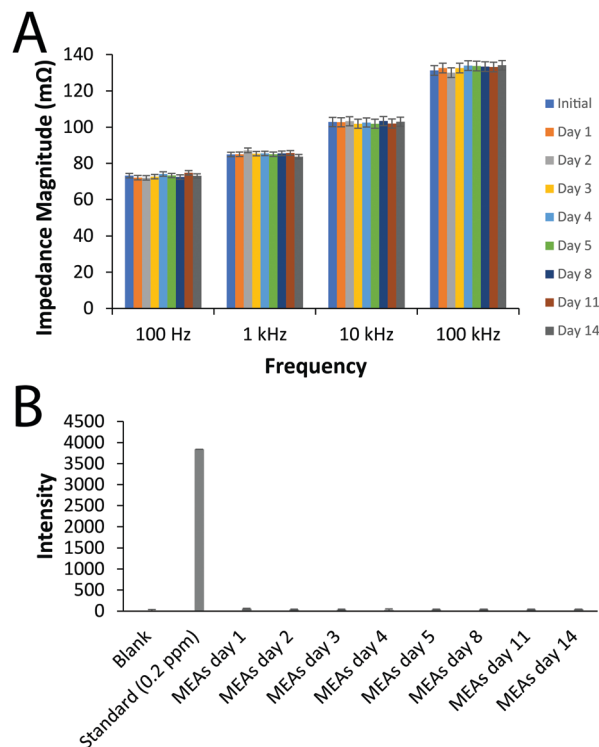 A
Impedance Magnitude (mΩ)
140
120
100
80
60
40
20
0
100 Hz
1 kHz
10 kHz
100 kHz
Frequency
Initial
Day 1
Day 2
Day 3
Day 4
Day 5
Day 8
Day 11
Day 14
B
Intensity
4500
4000
3500
3000
2500
2000
1500
1000
500
0
Blank
Standard (0.2 ppm)
MEAs day 1
MEAs day 2
MEAs day 3
MEAs day 4
MEAs day 5
MEAs day 8
MEAs day 11
MEAs day 14